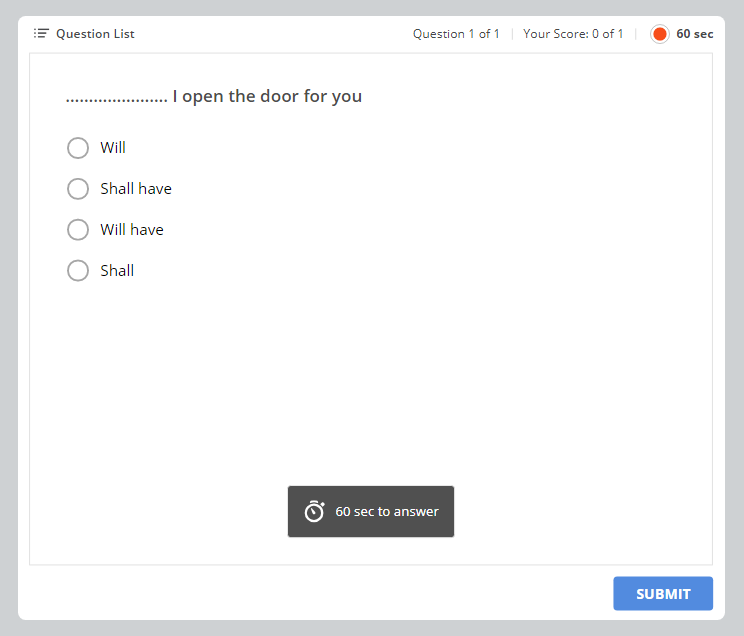 Question List
Question 1 of 1 | Your Score: 0 of 1 | 60 sec
...................... I open the door for you
Will
Shall have
Will have
Shall
60 sec to answer
SUBMIT